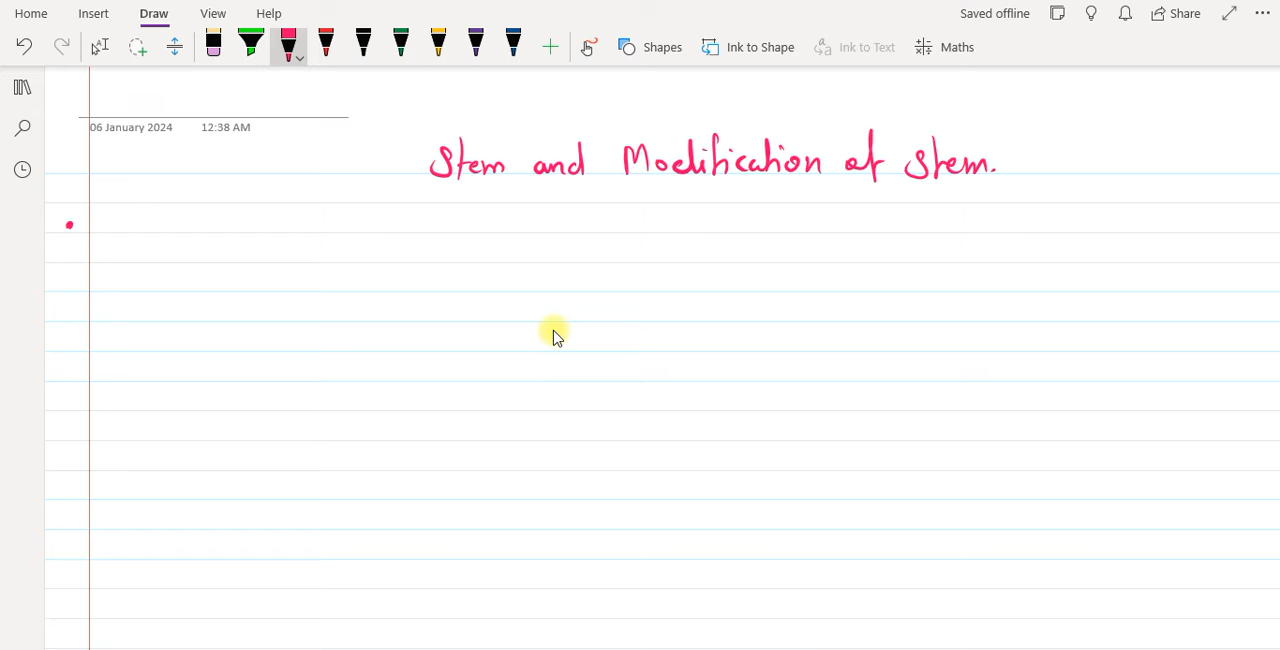 Home Insert Draw View Help Saved offline Share
Shapes Ink to Shape Ink to Text Maths
06 January 2024 12:38 AM
Stem and Modification of Stem.